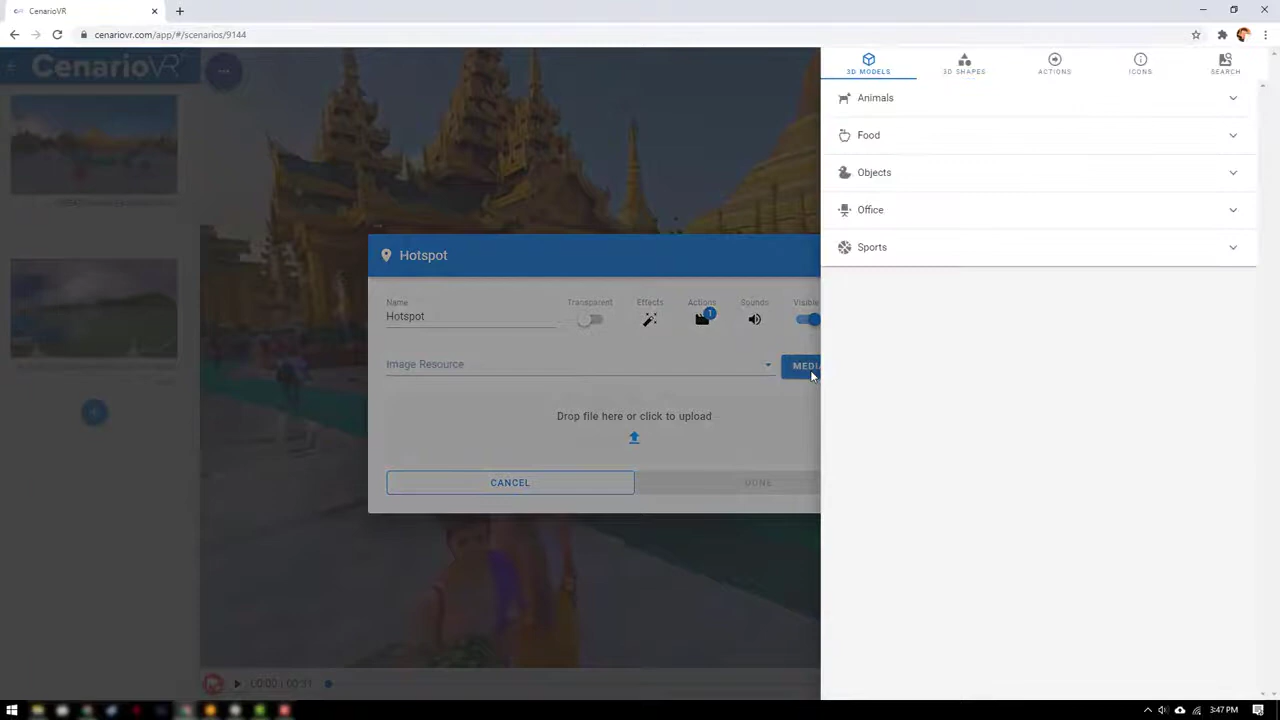 CenarioVR
cenariovr.com/app/#/scenarios/9144
CenarioVR
3D MODELS
3D SHAPES
ACTIONS
ICONS
SEARCH
Animals
Food
Objects
Office
Sports
Hotspot
Name
Hotspot
Transparent
Effects
Actions
1
Sounds
Visible
Image Resource
MEDIA
Drop file here or click to upload
CANCEL
DONE
00:00 | 00:31
3:47 PM